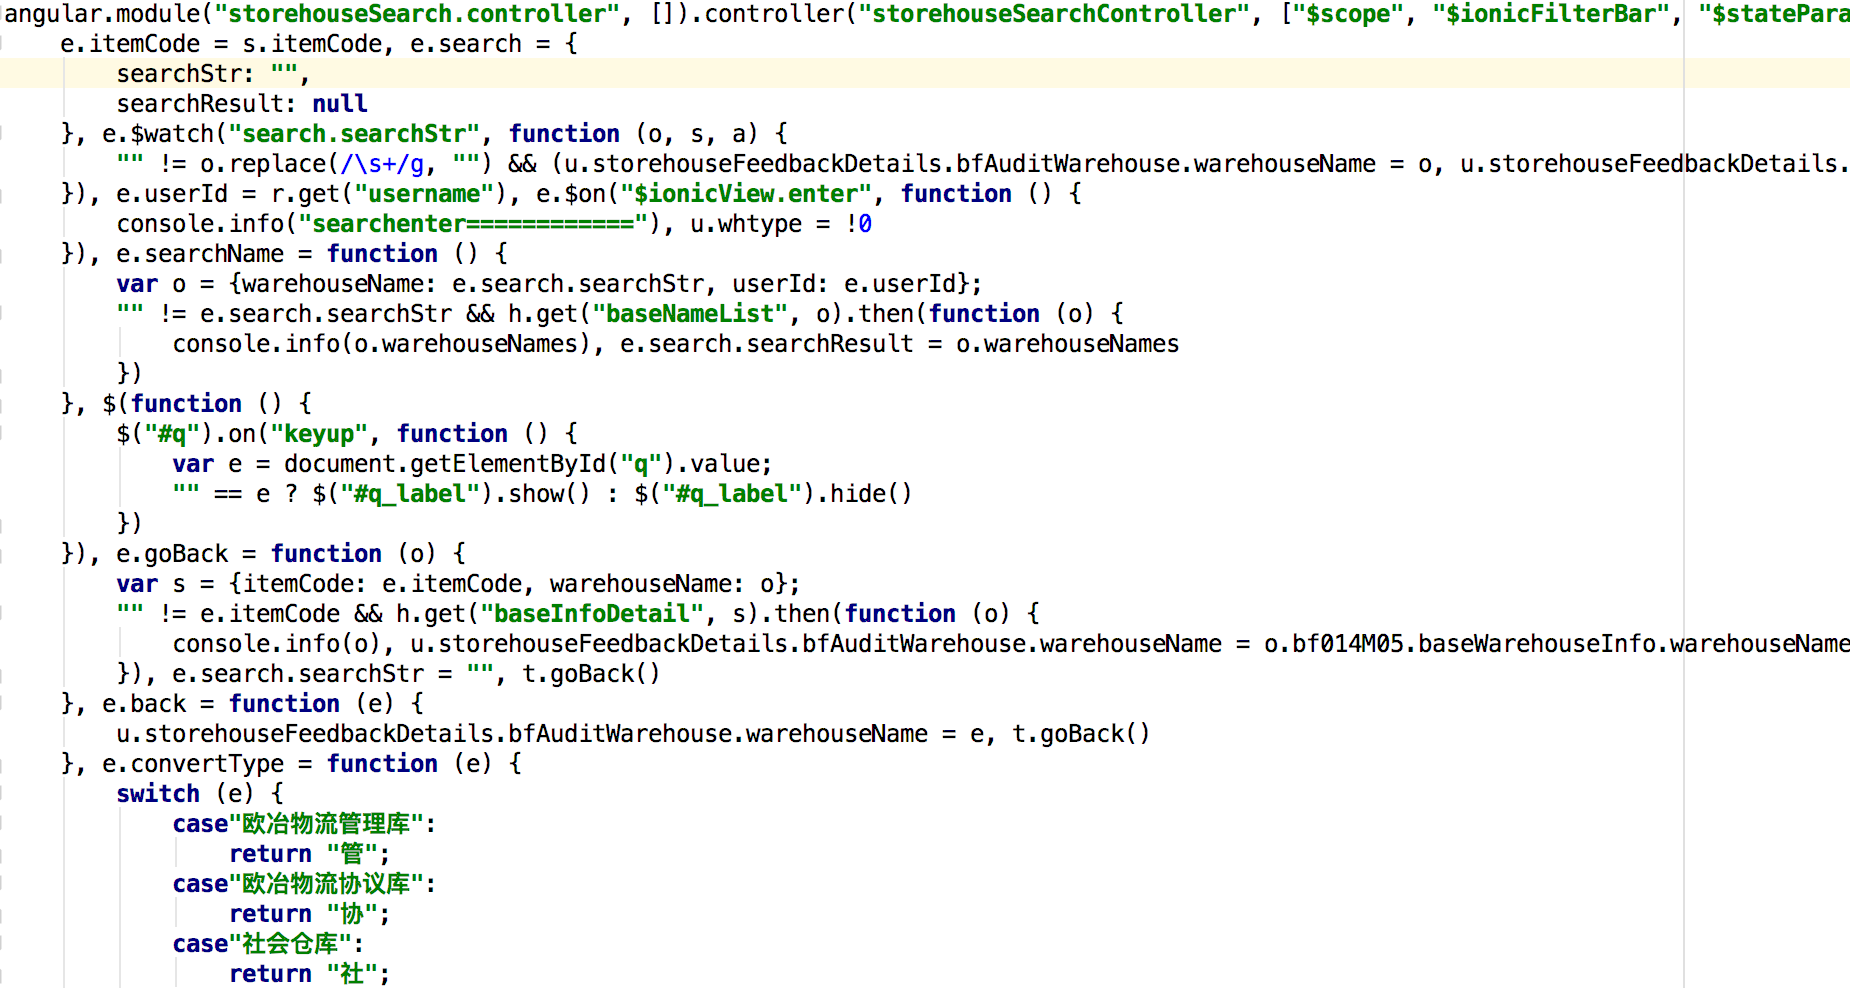 angular.module("storehouseSearch.controller", []).controller("storehouseSearchController", ["$scope", "$ionicFilterBar", "$statePara
    e.itemCode = s.itemCode, e.search = {
        searchStr: "",
        searchResult: null
    }, e.$watch("search.searchStr", function (o, s, a) {
        "" != o.replace(/\s+/g, "") && (u.storehouseFeedbackDetails.bfAuditWarehouse.warehouseName = o, u.storehouseFeedbackDetails.
    }), e.userId = r.get("username"), e.$on("$ionicView.enter", function () {
        console.info("searchenter============"), u.whtype = !0
    }), e.searchName = function () {
        var o = {warehouseName: e.search.searchStr, userId: e.userId};
        "" != e.search.searchStr && h.get("baseNameList", o).then(function (o) {
            console.info(o.warehouseNames), e.search.searchResult = o.warehouseNames
        })
    }, $(function () {
        $("#q").on("keyup", function () {
            var e = document.getElementById("q").value;
            "" == e ? $("#q_label").show() : $("#q_label").hide()
        })
    }), e.goBack = function (o) {
        var s = {itemCode: e.itemCode, warehouseName: o};
        "" != e.itemCode && h.get("baseInfoDetail", s).then(function (o) {
            console.info(o), u.storehouseFeedbackDetails.bfAuditWarehouse.warehouseName = o.bf014M05.baseWarehouseInfo.warehouseName
        }), e.search.searchStr = "", t.goBack()
    }, e.back = function (e) {
        u.storehouseFeedbackDetails.bfAuditWarehouse.warehouseName = e, t.goBack()
    }, e.convertType = function (e) {
        switch (e) {
            case"欧冶物流管理库":
                return "管";
            case"欧冶物流协议库":
                return "协";
            case"社会仓库":
                return "社";